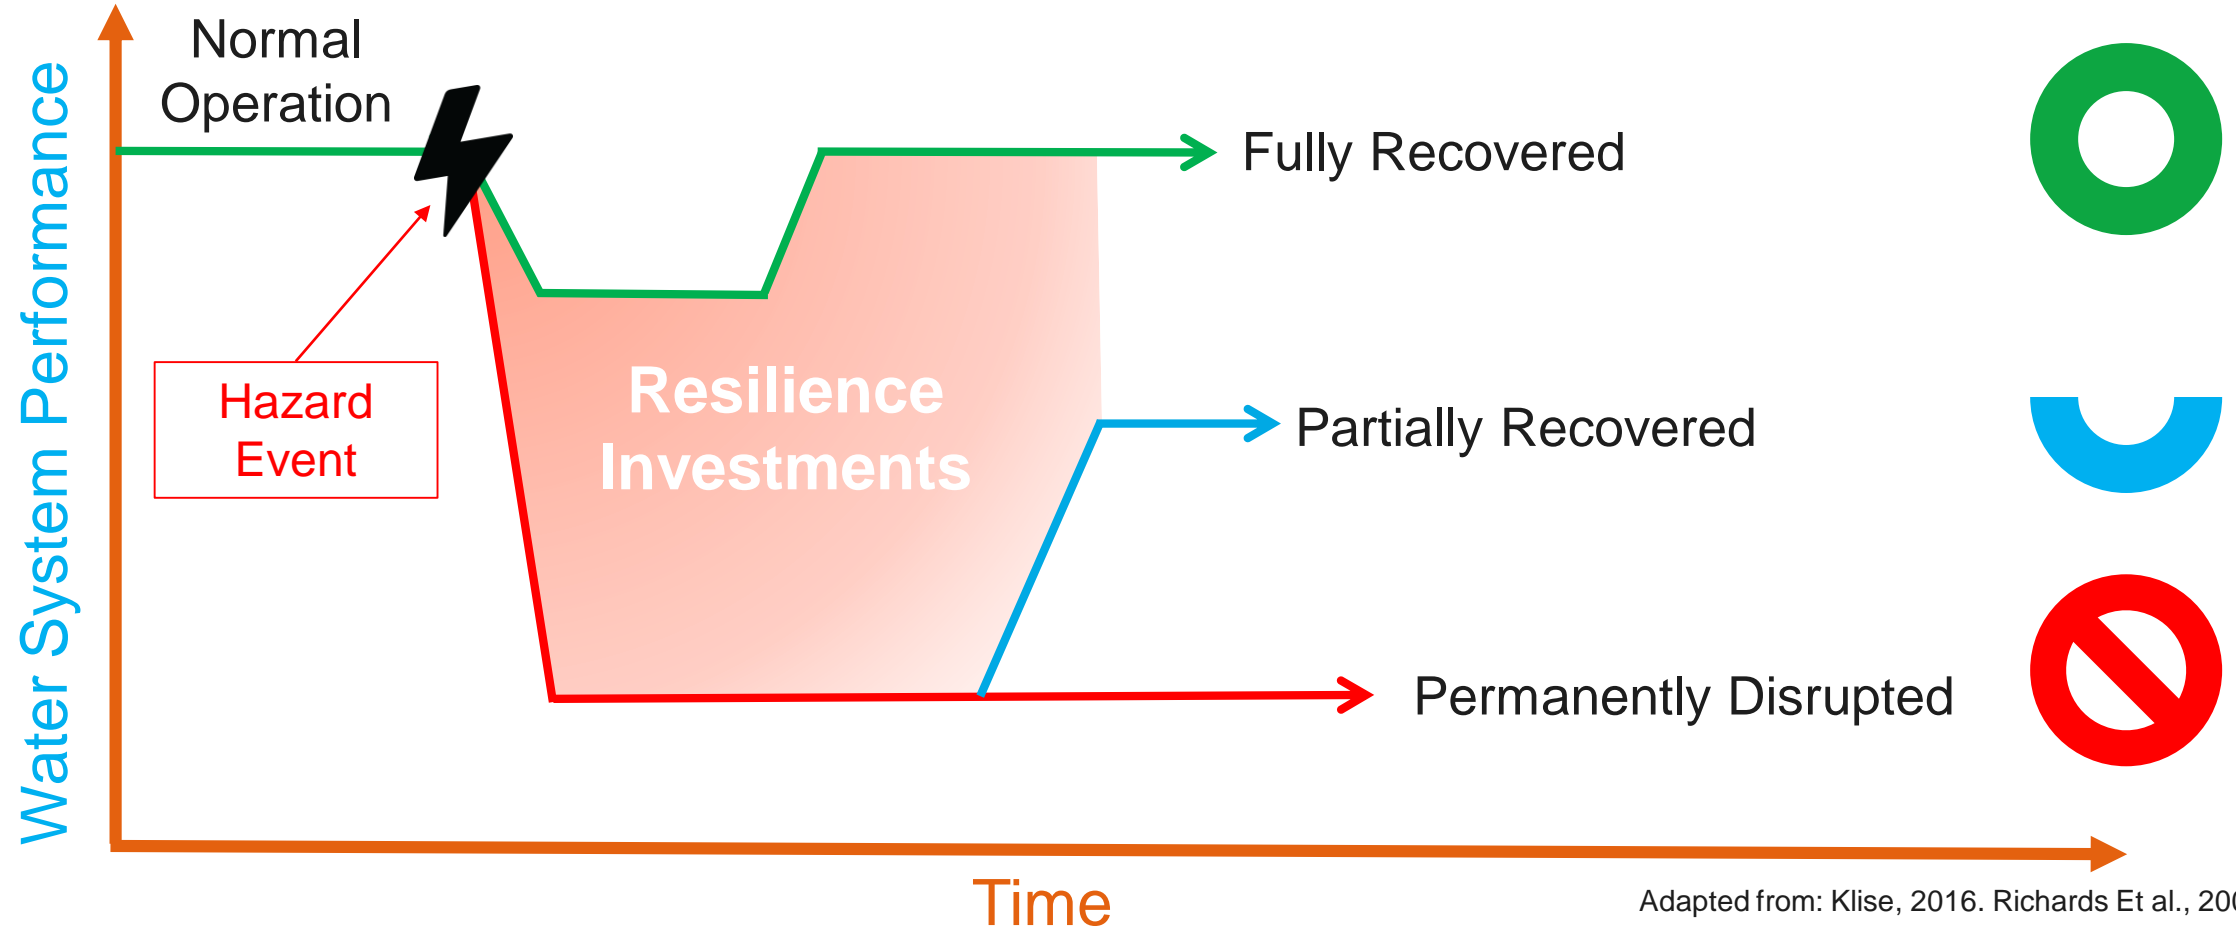 Normal
Operation
Water System Performance
Fully Recovered
Hazard
Event
Resilience
Investments
Partially Recovered
Permanently Disrupted
Time
Adapted from: Klise, 2016. Richards Et al.,